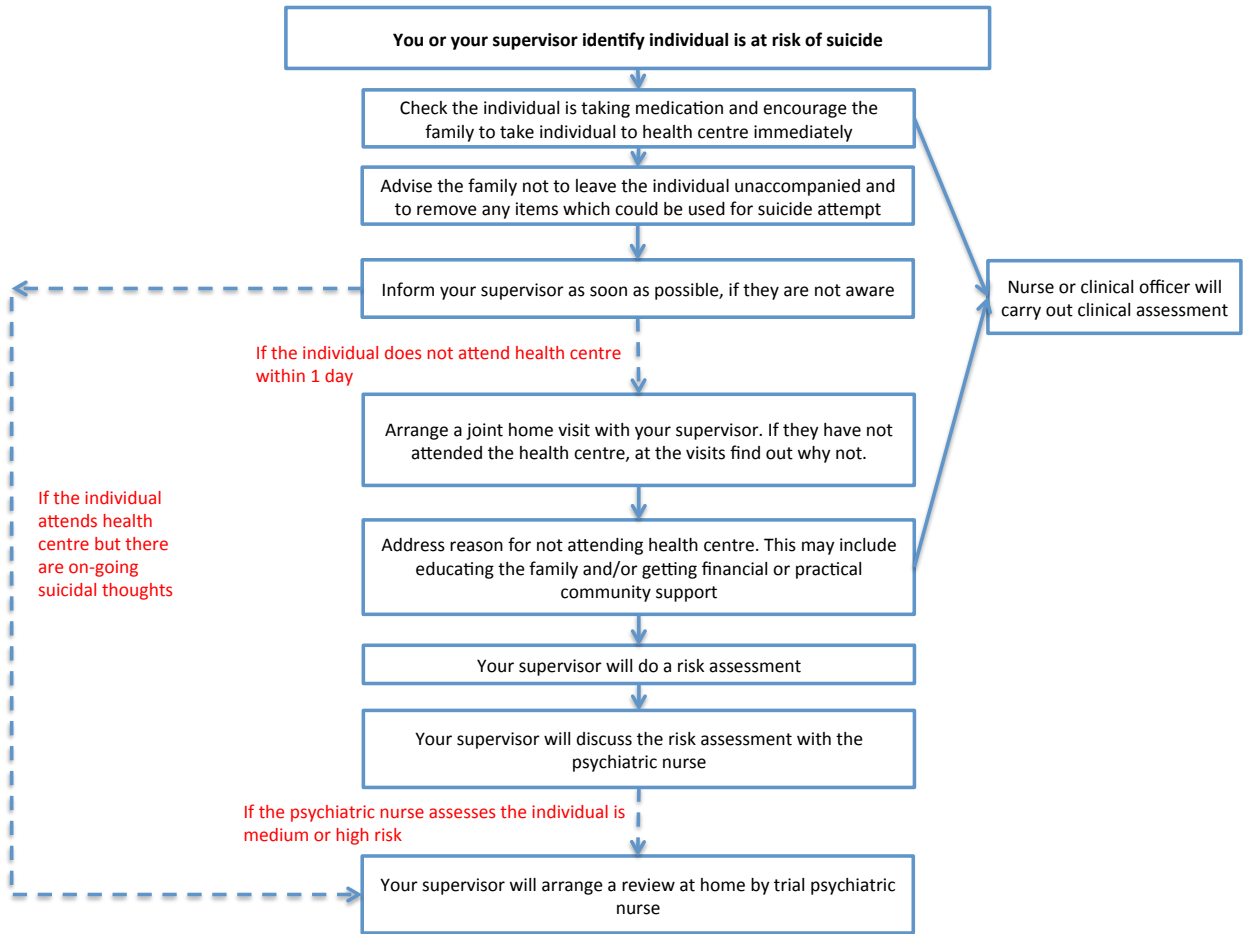 You or your supervisor identify individual is at risk of suicide
Check the individual is taking medication and encourage the
family to take individual to health centre immediately
Advise the family not to leave the individual unaccompanied and
to remove any items which could be used for suicide attempt
Inform your supervisor as soon as possible, if they are not aware
Nurse or clinical officer will
carry out clinical assessment
If the individual does not attend health centre
within 1 day
Arrange a joint home visit with your supervisor. If they have not
attended the health centre, at the visits find out why not.
If the individual
attends health
centre but there
are on-going
suicidal thoughts
Address reason for not attending health centre. This may include
educating the family and/or getting financial or practical
community support
Your supervisor will do a risk assessment
Your supervisor will discuss the risk assessment with the
psychiatric nurse
If the psychiatric nurse assesses the individual is
medium or high risk
Your supervisor will arrange a review at home by trial psychiatric
nurse